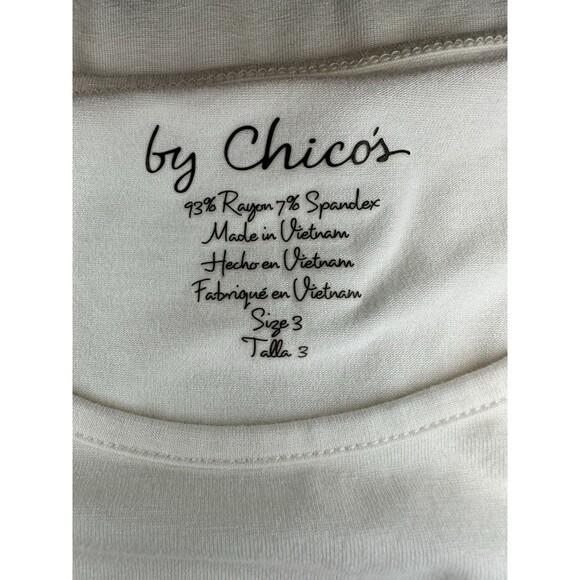 by Chico's
93% Rayon 7% Spandex
Made in Vietnam
Hecho en Vietnam
Fabriqué en Vietnam
Size 3
Talla 3